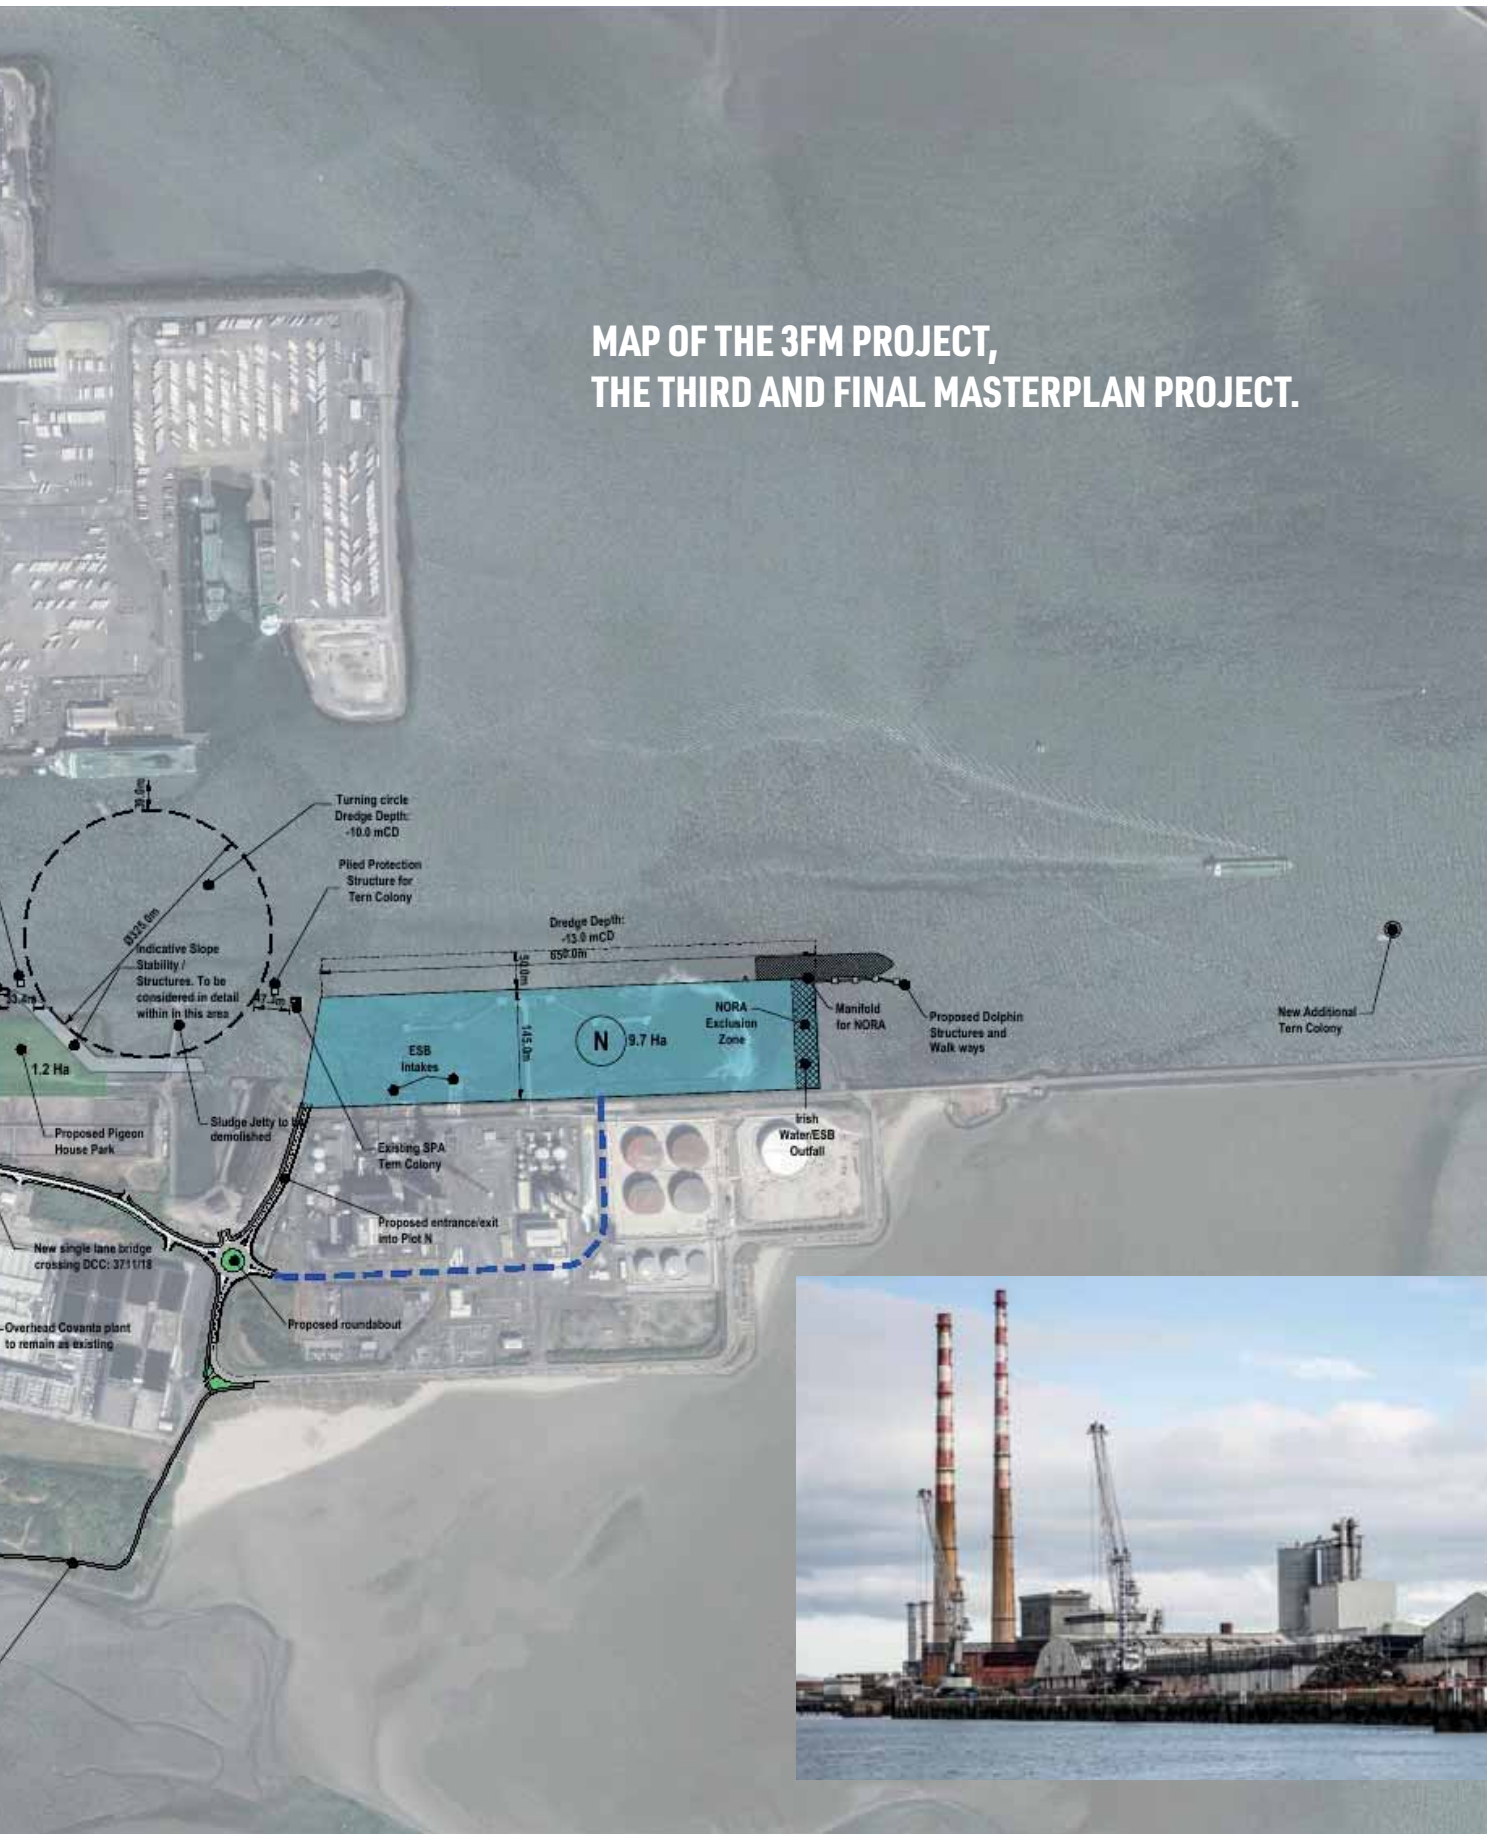 MAP OF THE 3FM PROJECT,
THE THIRD AND FINAL MASTERPLAN PROJECT.
Turning circle
Dredge Depth:
-10.0 mCD
Piled Protection
Structure for
Tern Colony
Ø325.0m
Indicative Slope
Stability /
Structures. To be
considered in detail
within in this area
Dredge Depth:
-13.0 mCD
650.0m
50.0m
145.0m
N
9.7 Ha
ESB
Intakes
NORA
Exclusion
Zone
Manifold
for NORA
Proposed Dolphin
Structures and
Walk ways
New Additional
Tern Colony
1.2 Ha
Proposed Pigeon
House Park
Sludge Jetty to be
demolished
Existing SPA
Tern Colony
Irish
Water/ESB
Outfall
Proposed entrance/exit
into Plot N
New single lane bridge
crossing DCC: 3711/18
Proposed roundabout
Overhead Covanta plant
to remain as existing